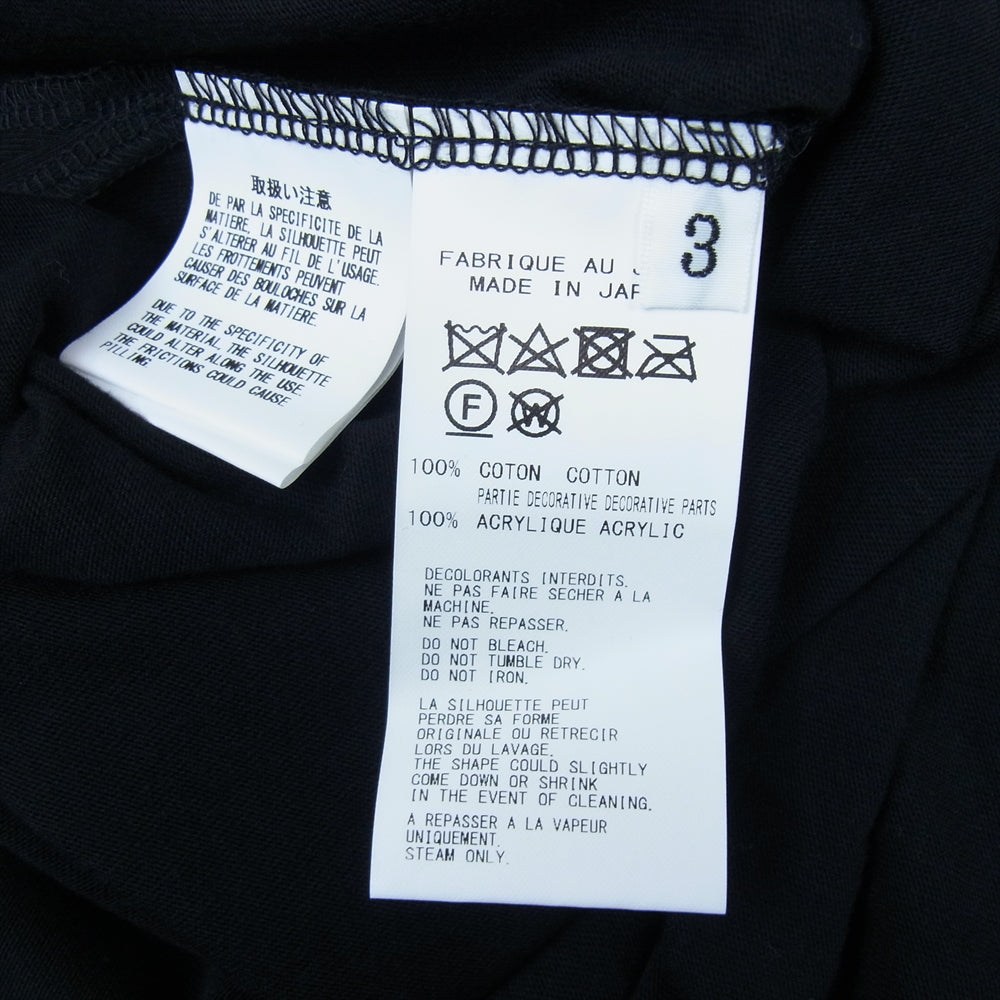 取扱い注意
DE PAR LA SPECIFICITE DE LA
MATIERE, LA SILHOUETTE PEUT
S'ALTERER AU FIL DE L'USAGE.
LES FROTTEMENTS PEUVENT
CAUSER DES BOULOCHES SUR LA
SURFACE DE LA MATIERE.
DUE TO THE SPECIFICITY OF
THE MATERIAL THE SILHOUETTE
COULD ALTER ALONG THE USE.
THE FRICTIONS COULD CAUSE
PILLING
3
FABRIQUE AU
MADE IN JAP
F
W
100% COTON COTTON
PARTIE DECORATIVE DECORATIVE PARTS
100% ACRYLIQUE ACRYLIC
DECOLORANTS INTERDITS.
NE PAS FAIRE SECHER A LA
MACHINE.
NE PAS REPASSER.
DO NOT BLEACH.
DO NOT TUMBLE DRY.
DO NOT IRON.
LA SILHOUETTE PEUT
PERDRE SA FORME
ORIGINALE OU RETRECIR
LORS DU LAVAGE.
THE SHAPE COULD SLIGHTLY
COME DOWN OR SHRINK
IN THE EVENT OF CLEANING.
A REPASSER A LA VAPEUR
UNIQUEMENT.
STEAM ONLY.